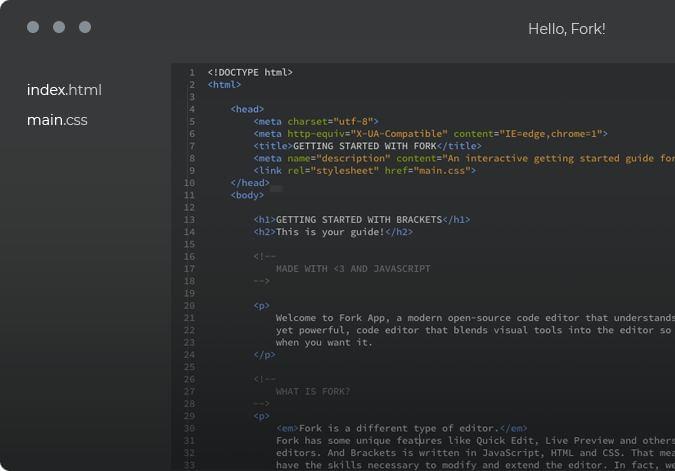 Hello, Fork!
index.html
main.css
1 <!DOCTYPE html>
2 <html>
3
4 <head>
5 <meta charset="utf-8">
6 <meta http-equiv="X-UA-Compatible" content="IE=edge,chrome=1">
7 <title>GETTING STARTED WITH FORK</title>
8 <meta name="description" content="An interactive getting started guide for
9 <link rel="stylesheet" href="main.css">
10 </head>
11 <body>
12
13 <h1>GETTING STARTED WITH BRACKETS</h1>
14 <h2>This is your guide!</h2>
15
16 <!--
17 MADE WITH <3 AND JAVASCRIPT
18 -->
19
20 <p>
21 Welcome to Fork App, a modern open-source code editor that understands
22 yet powerful, code editor that blends visual tools into the editor so
23 when you want it.
24 </p>
25
26 <!--
27 WHAT IS FORK?
28 -->
29 <p>
30 <em>Fork is a different type of editor.</em>
31 Fork has some unique features like Quick Edit, Live Preview and others
32 editors. And Brackets is written in JavaScript, HTML and CSS. That mea
33 have the skills necessary to modify and extend the editor. In fact, we